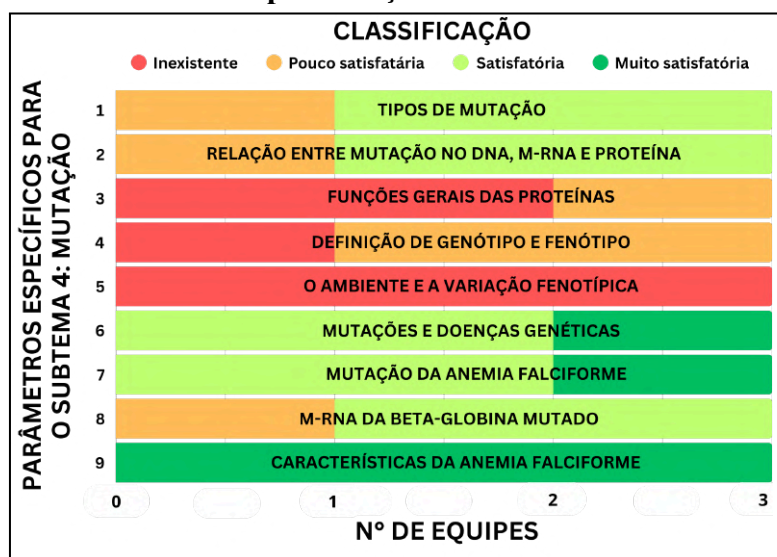 CLASSIFICAÇÃO
Inexistente Pouco satisfatária Satisfatória Muito satisfatória
PARÂMETROS ESPECÍFICOS PARA
O SUBTEMA 4: MUTAÇÃO
1 TIPOS DE MUTAÇÃO
2 RELAÇÃO ENTRE MUTAÇÃO NO DNA, M-RNA E PROTEÍNA
3 FUNÇÕES GERAIS DAS PROTEÍNAS
4 DEFINIÇÃO DE GENÓTIPO E FENÓTIPO
5 O AMBIENTE E A VARIAÇÃO FENOTÍPICA
6 MUTAÇÕES E DOENÇAS GENÉTICAS
7 MUTAÇÃO DA ANEMIA FALCIFORME
8 M-RNA DA BETA-GLOBINA MUTADO
9 CARACTERÍSTICAS DA ANEMIA FALCIFORME
0 1 2 3
N° DE EQUIPES